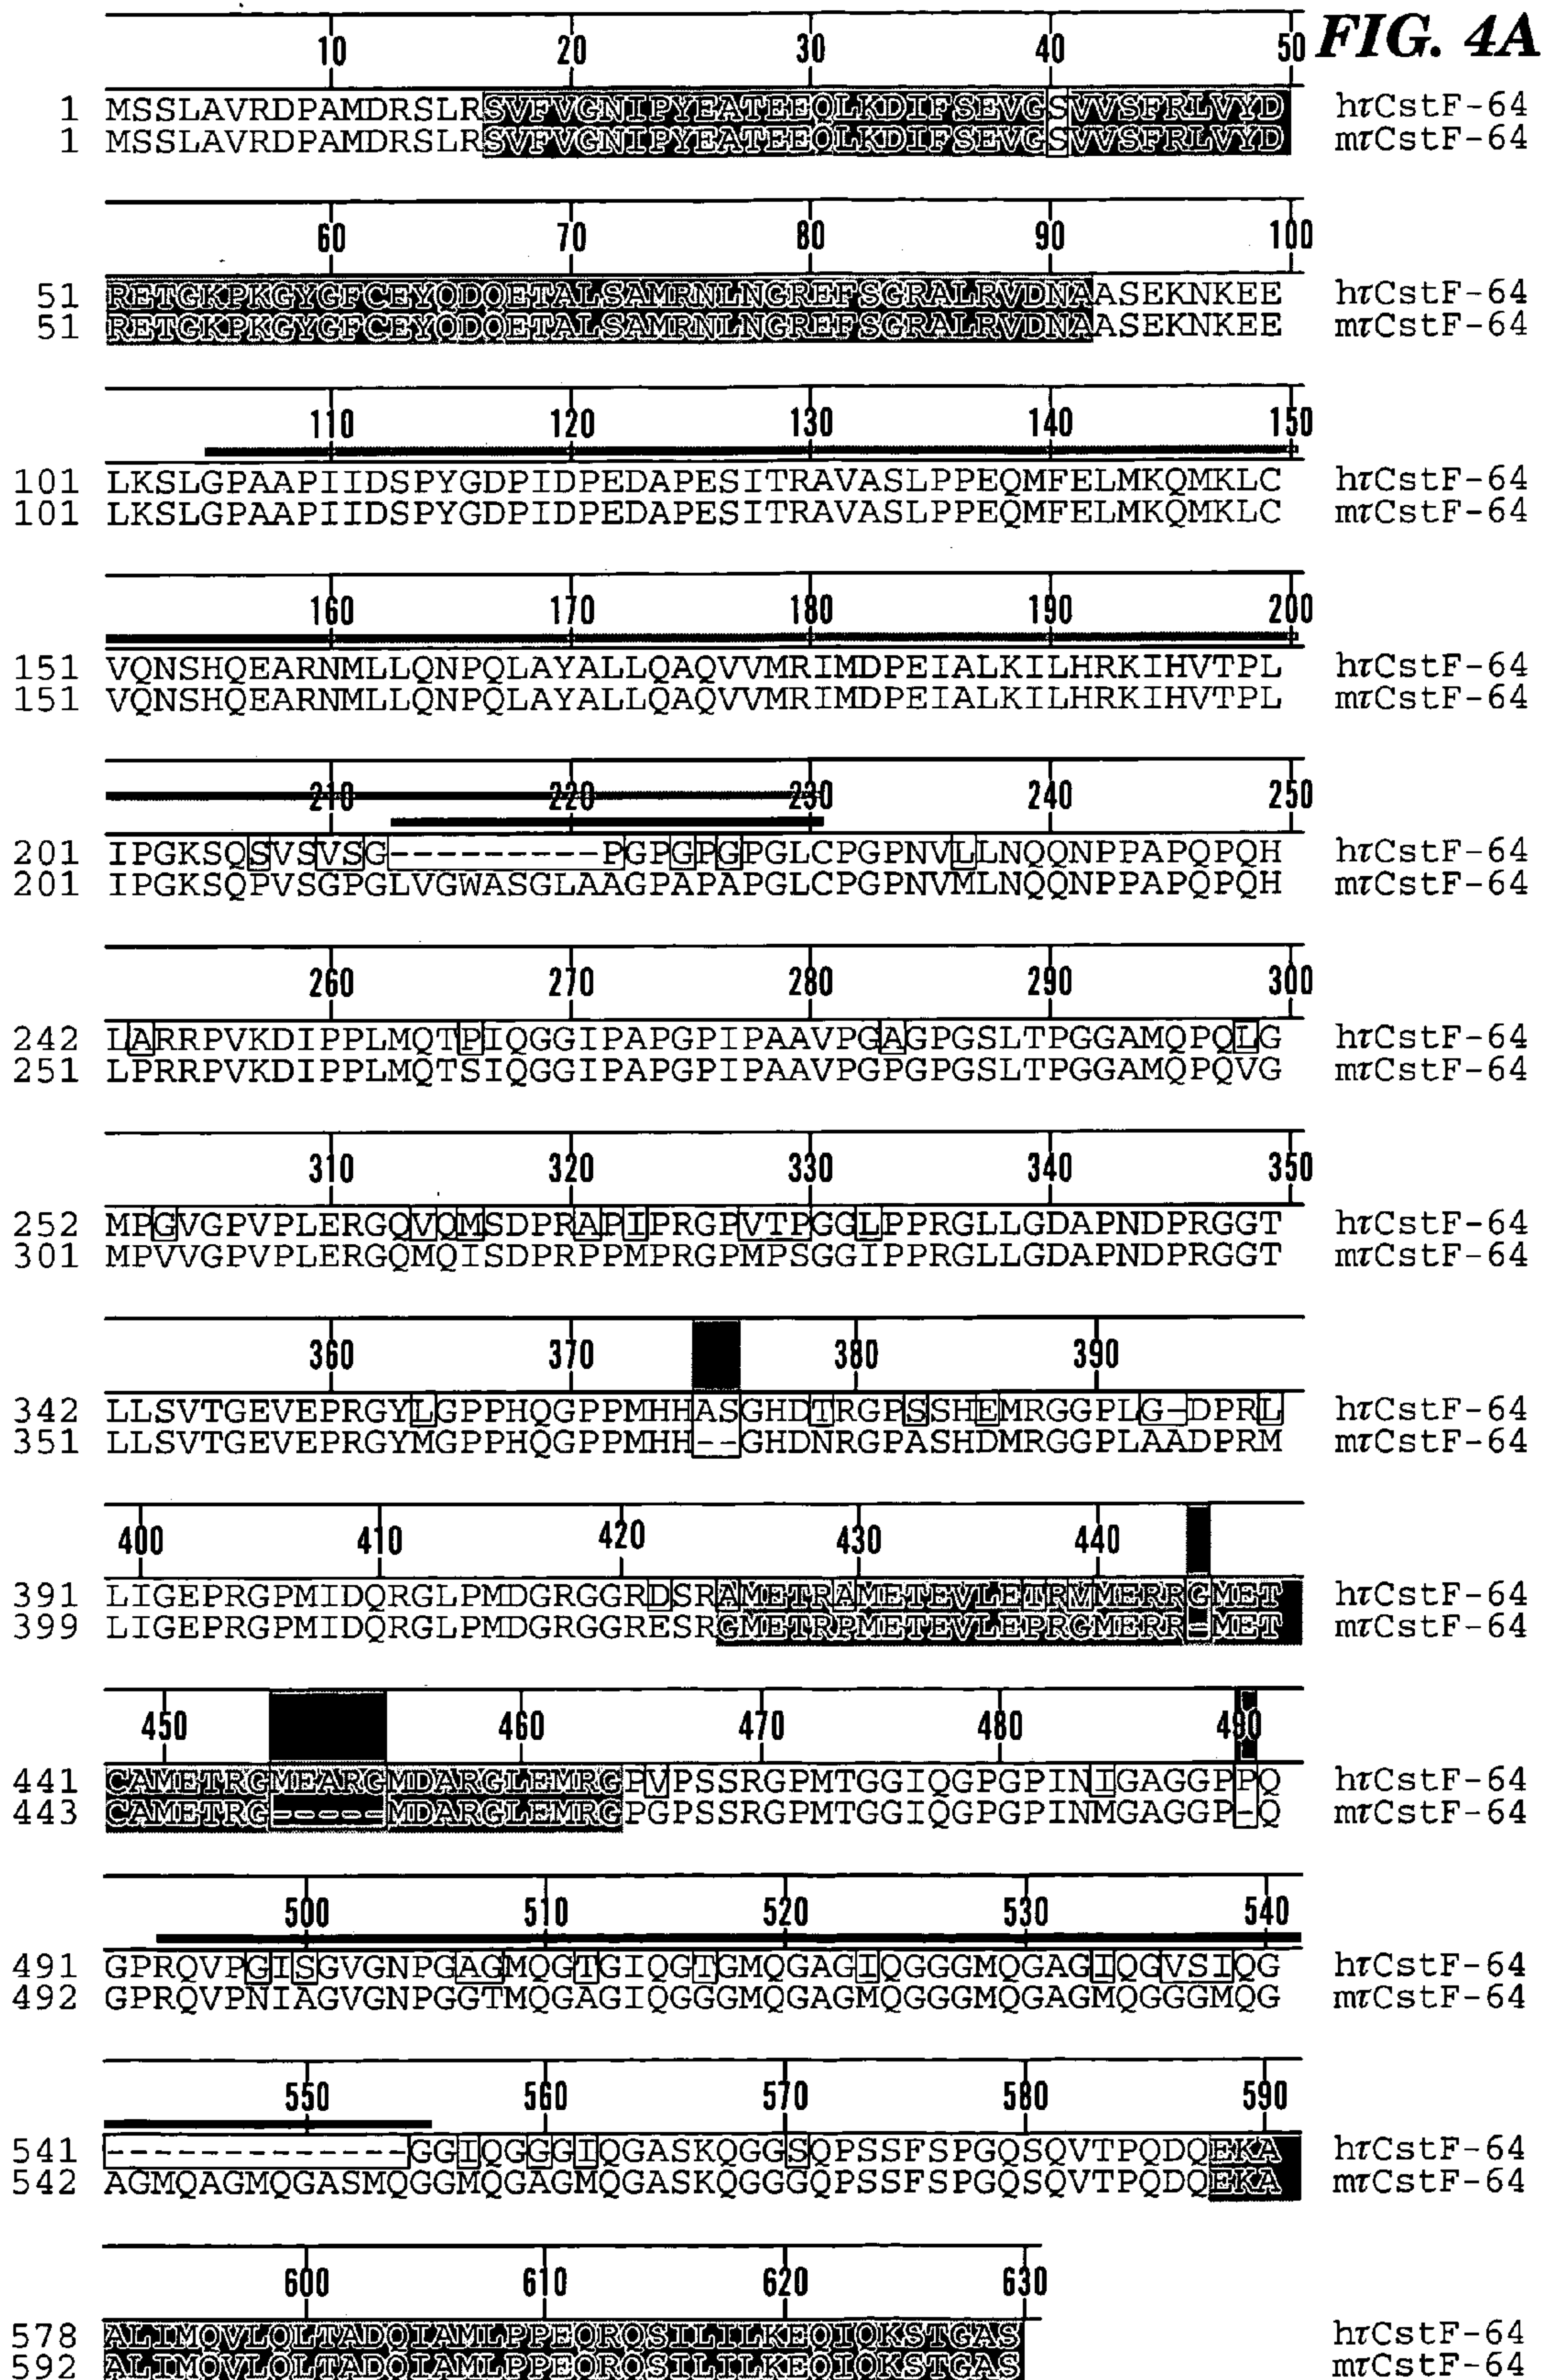 FIG. 4A
10 20 30 40 50
1 MSSLAVRDPAMDRSLRSVFVGNIPYEATEEQLKDIFSEVGSVVSFRLVYD hτCstF-64
1 MSSLAVRDPAMDRSLRSVFVGNIPYEATEEQLKDIFSEVGSVVSFRLVYD mτCstF-64
60 70 80 90 100
51 RETGKPKGYGFCEYQDQETALSAMRNLNGREFSGRALRVDNAASEKNKEE hτCstF-64
51 RETGKPKGYGFCEYQDQETALSAMRNLNGREFSGRALRVDNAASEKNKEE mτCstF-64
110 120 130 140 150
101 LKSLGPAAPIIDSPYGDPIDPEDAPESITRAVASLPPEQMFELMKQMKLC hτCstF-64
101 LKSLGPAAPIIDSPYGDPIDPEDAPESITRAVASLPPEQMFELMKQMKLC mτCstF-64
160 170 180 190 200
151 VQNSHQEARNMLLQNPQLAYALLQAQVVMRIMDPEIALKILHRKIHVTPL hτCstF-64
151 VQNSHQEARNMLLQNPQLAYALLQAQVVMRIMDPEIALKILHRKIHVTPL mτCstF-64
210 220 230 240 250
201 IPGKSQSVSVSG---------PGPGPGPGLCPGPNVLLNQQNPPAPQPQH hτCstF-64
201 IPGKSQPVSGPGLVGWASGLAAGPAPAPGLCPGPNVMLNQQNPPAPQPQH mτCstF-64
260 270 280 290 300
242 LARRPVKDIPPLMQTPIQGGIPAPGPIPAAVPGAGPGSLTPGGAMQPQLG hτCstF-64
251 LPRRPVKDIPPLMQTSIQGGIPAPGPIPAAVPGPGPGSLTPGGAMQPQVG mτCstF-64
310 320 330 340 350
252 MPGVGPVPLERGQVQMSDPRAPIPRGPVTPGGLPPRGLLGDAPNDPRGGT hτCstF-64
301 MPVVGPVPLERGQMQISDPRPPMPRGPMPSGGIPPRGLLGDAPNDPRGGT mτCstF-64
360 370 380 390
342 LLSVTGEVEPRGYLGPPHQGPPMHHASGHDTRGPSSHEMRGGPLG-DPRL hτCstF-64
351 LLSVTGEVEPRGYMGPPHQGPPMHH--GHDNRGPASHDMRGGPLAADPRM mτCstF-64
400 410 420 430 440
391 LIGEPRGPMIDQRGLPMDGRGGRDSRAMETRAMETEVLETRVMERRGMET hτCstF-64
399 LIGEPRGPMIDQRGLPMDGRGGRESRGMETRPMETEVLEPRGMERR-MET mτCstF-64
450 460 470 480 490
441 CAMETRGMEARGMDARGLEMRGPVPSSRGPMTGGIQGPGPINIGAGGPPQ hτCstF-64
443 CAMETRG-----MDARGLEMRGPGPSSRGPMTGGIQGPGPINMGAGGP-Q mτCstF-64
500 510 520 530 540
491 GPRQVPGISGVGNPGAGMQGTGIQGTGMQGAGIQGGGMQGAGIQGVSIQG hτCstF-64
492 GPRQVPNIAGVGNPGGTMQGAGIQGGGMQGAGMQGGGMQGAGMQGGGMQG mτCstF-64
550 560 570 580 590
541 -------------GGIQGGGIQGASKQGGSQPSSFSPGQSQVTPQDQEKA hτCstF-64
542 AGMQAGMQGASMQGGMQGAGMQGASKQGGGQPSSFSPGQSQVTPQDQEKA mτCstF-64
600 610 620 630
578 ALIMQVLQLTADQIAMLPPEQRQSILILKEQIQKSTGAS hτCstF-64
592 ALIMQVLQLTADQIAMLPPEQRQSILILKEQIQKSTGAS mτCstF-64